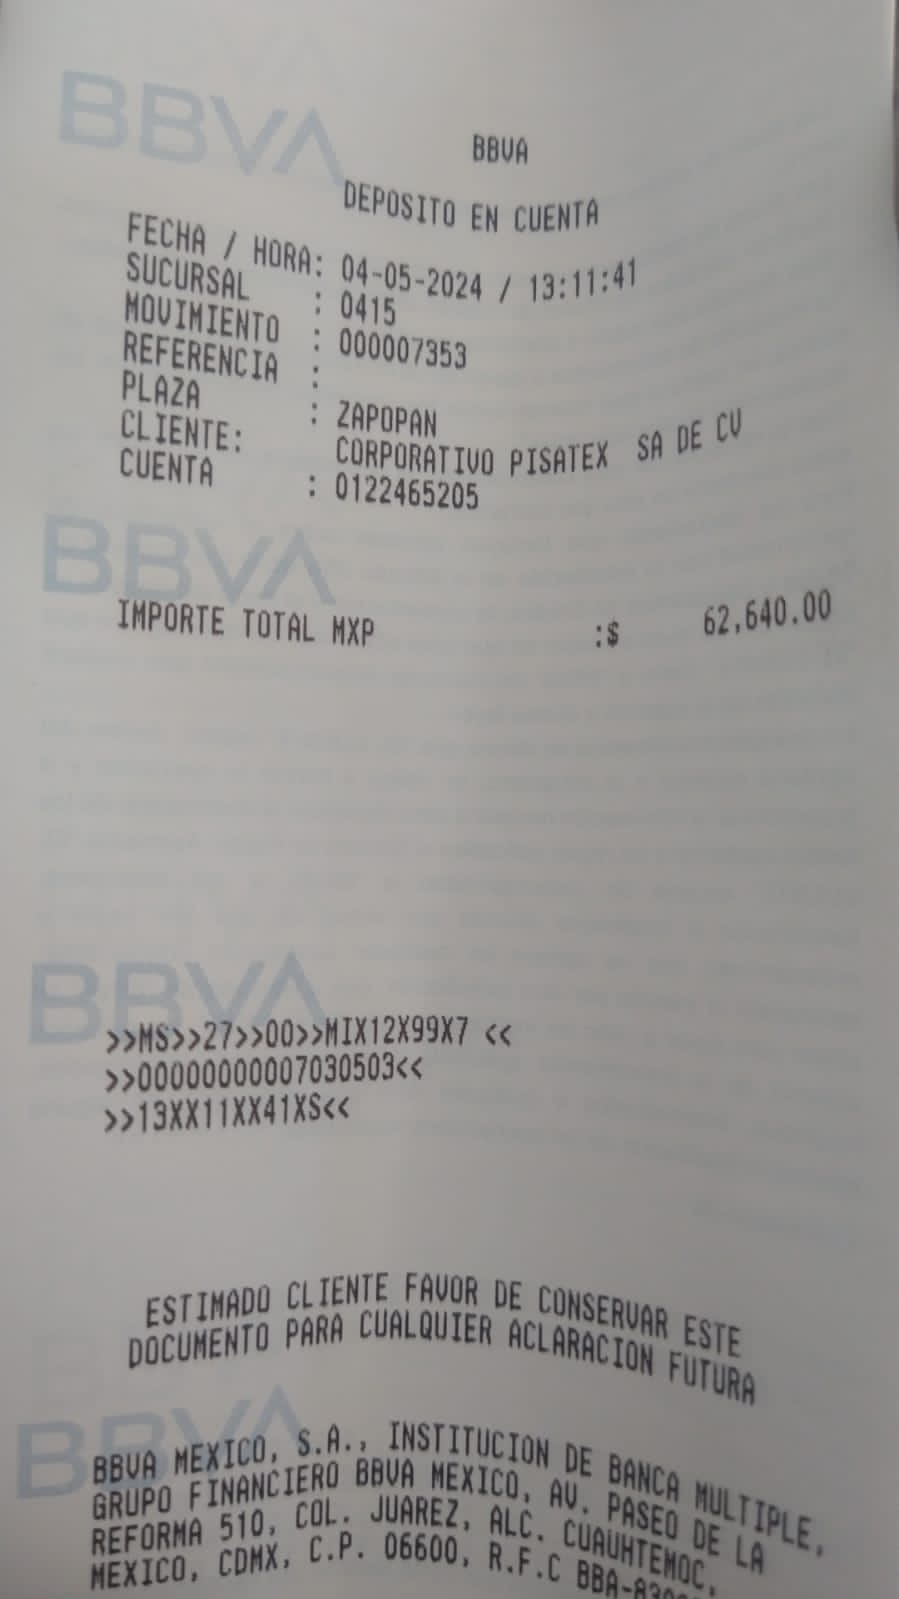 BBVA
BBVA
DEPOSITO EN CUENTA
FECHA / HORA: 04-05-2024 / 13:11:41
SUCURSAL : 0415
MOVIMIENTO : 000007353
REFERENCIA :
PLAZA : ZAPOPAN
CLIENTE: CORPORATIVO PISATEX SA DE CV
CUENTA : 0122465205
BBVA
IMPORTE TOTAL MXP :$ 62,640.00
BBVA
>>MS>>27>>00>>MIX12X99X7 <<
>>00000000007030503<<
>>13XX11XX41XS<<
ESTIMADO CLIENTE FAVOR DE CONSERVAR ESTE
DOCUMENTO PARA CUALQUIER ACLARACION FUTURA
BBVA
BBVA MEXICO, S.A., INSTITUCION DE BANCA MULTIPLE,
GRUPO FINANCIERO BBVA MEXICO, AV. PASEO DE LA
REFORMA 510, COL. JUAREZ, ALC. CUAUHTEMOC,
MEXICO, CDMX, C.P. 06600, R.F.C